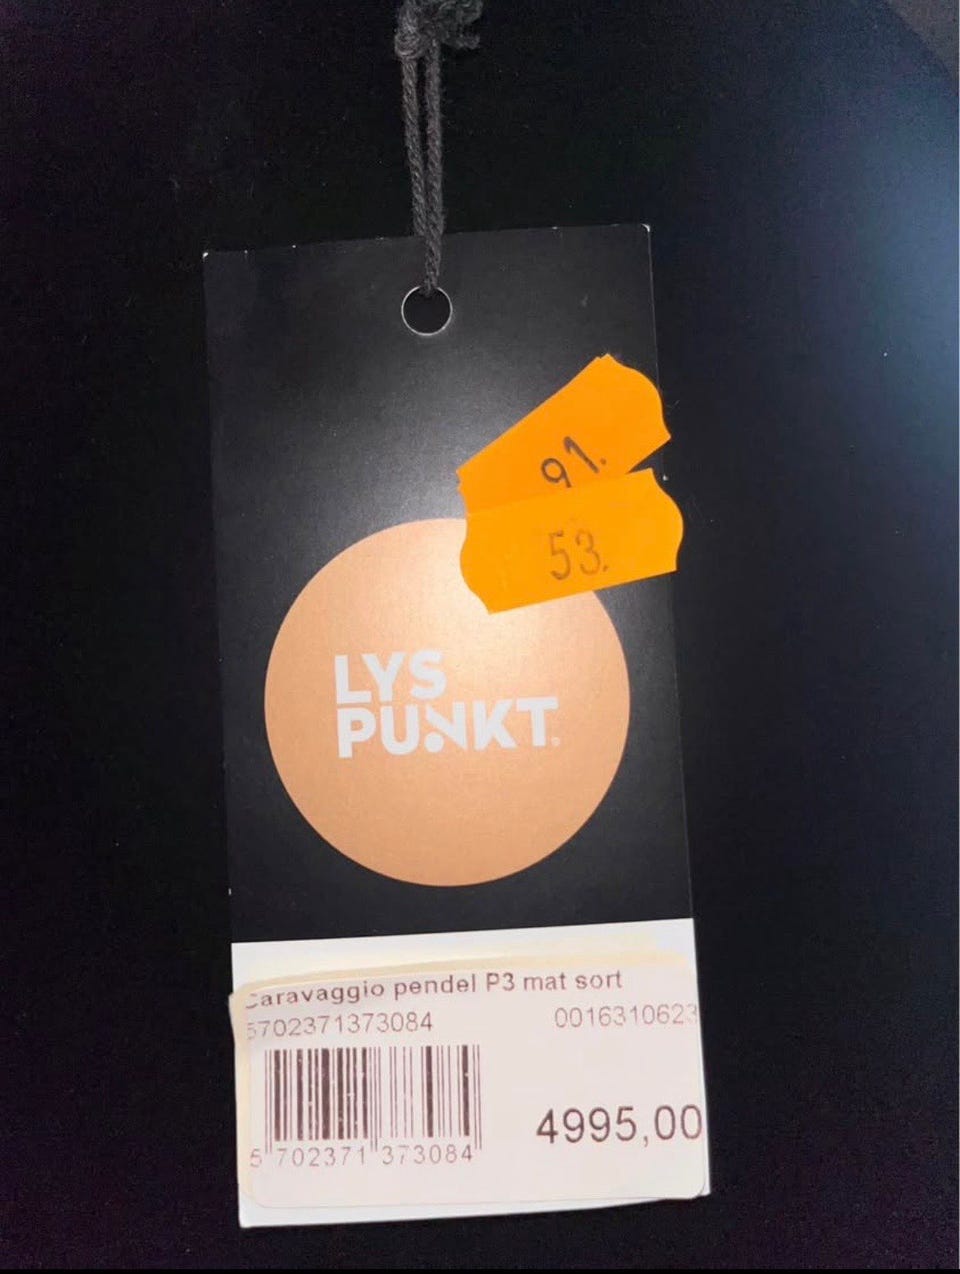 91.
53.
LYS
PUNKT®
Caravaggio pendel P3 mat sort
5702371373084 0016310623
4995,00
5 702371 373084